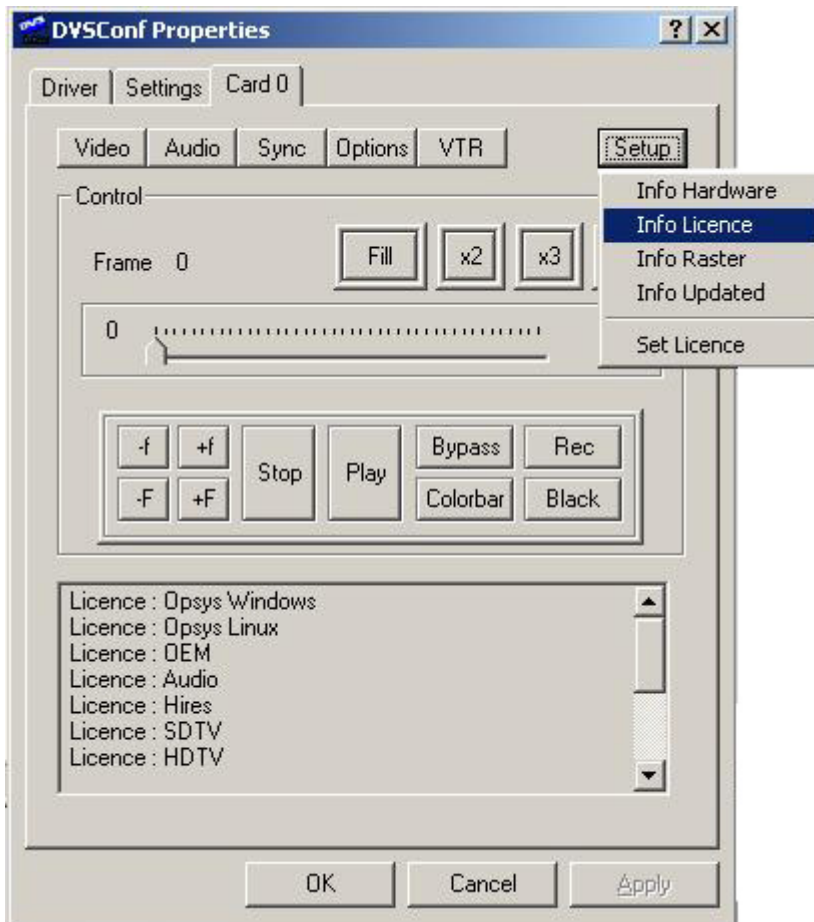 DVSConf Properties
Driver Settings Card 0
Video Audio Sync Options VTR Setup
Info Hardware
Info Licence
Info Raster
Info Updated
Set Licence
Control
Frame 0 Fill x2 x3
0
-f +f Stop Play Bypass Rec
-F +F Colorbar Black
Licence : Opsys Windows
Licence : Opsys Linux
Licence : OEM
Licence : Audio
Licence : Hires
Licence : SDTV
Licence : HDTV
OK Cancel Apply